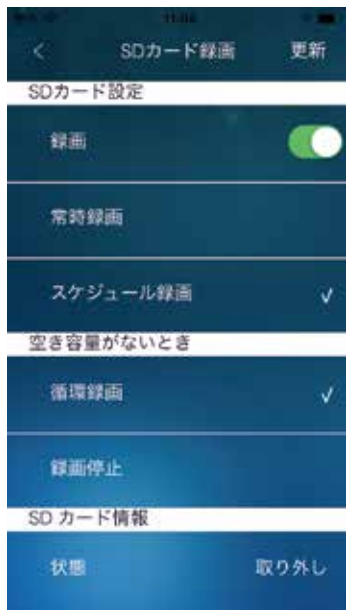 SDカード録画 更新
SDカード設定
録画
常時録画
スケジュール録画 ✓
空き容量がないとき
循環録画 ✓
録画停止
SD カード情報
状態 取り外し